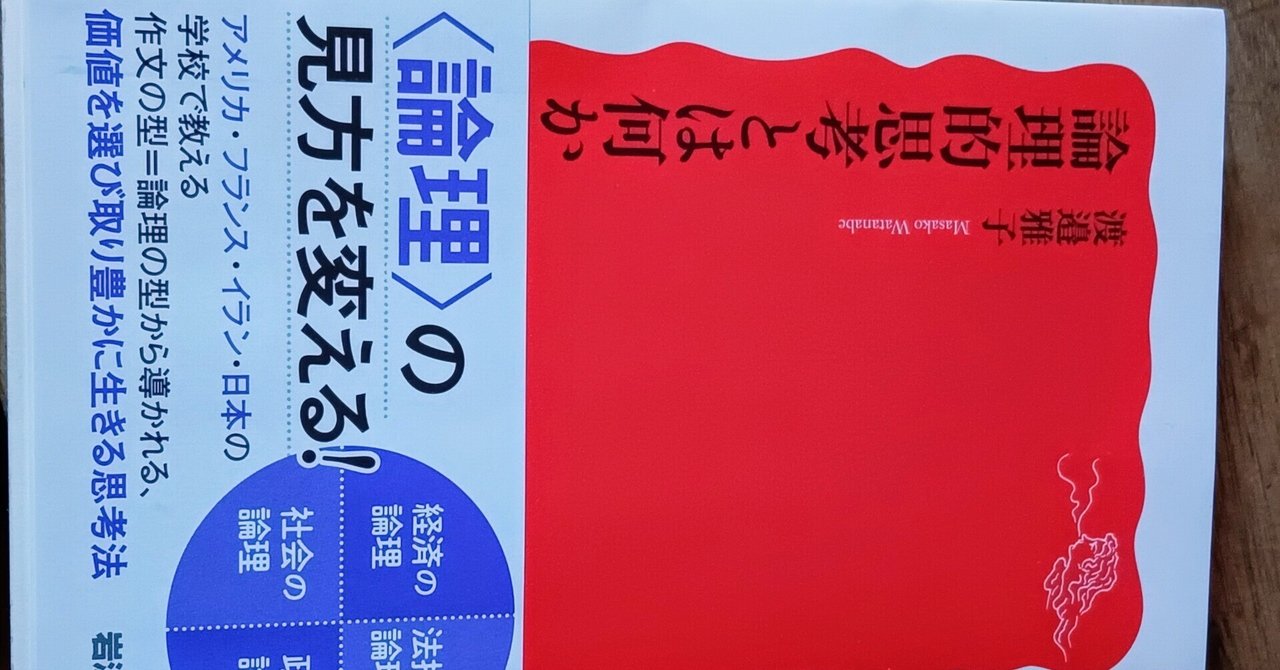 論理的思考とは何か
渡邉雅子
Masako Watanabe
〈論理〉の
見方を変える!
アメリカ・フランス・イラン・日本の
学校で教える
作文の型=論理の型から導かれる、
価値を選び取り豊かに生きる思考法
経済の
論理
社会の
論理